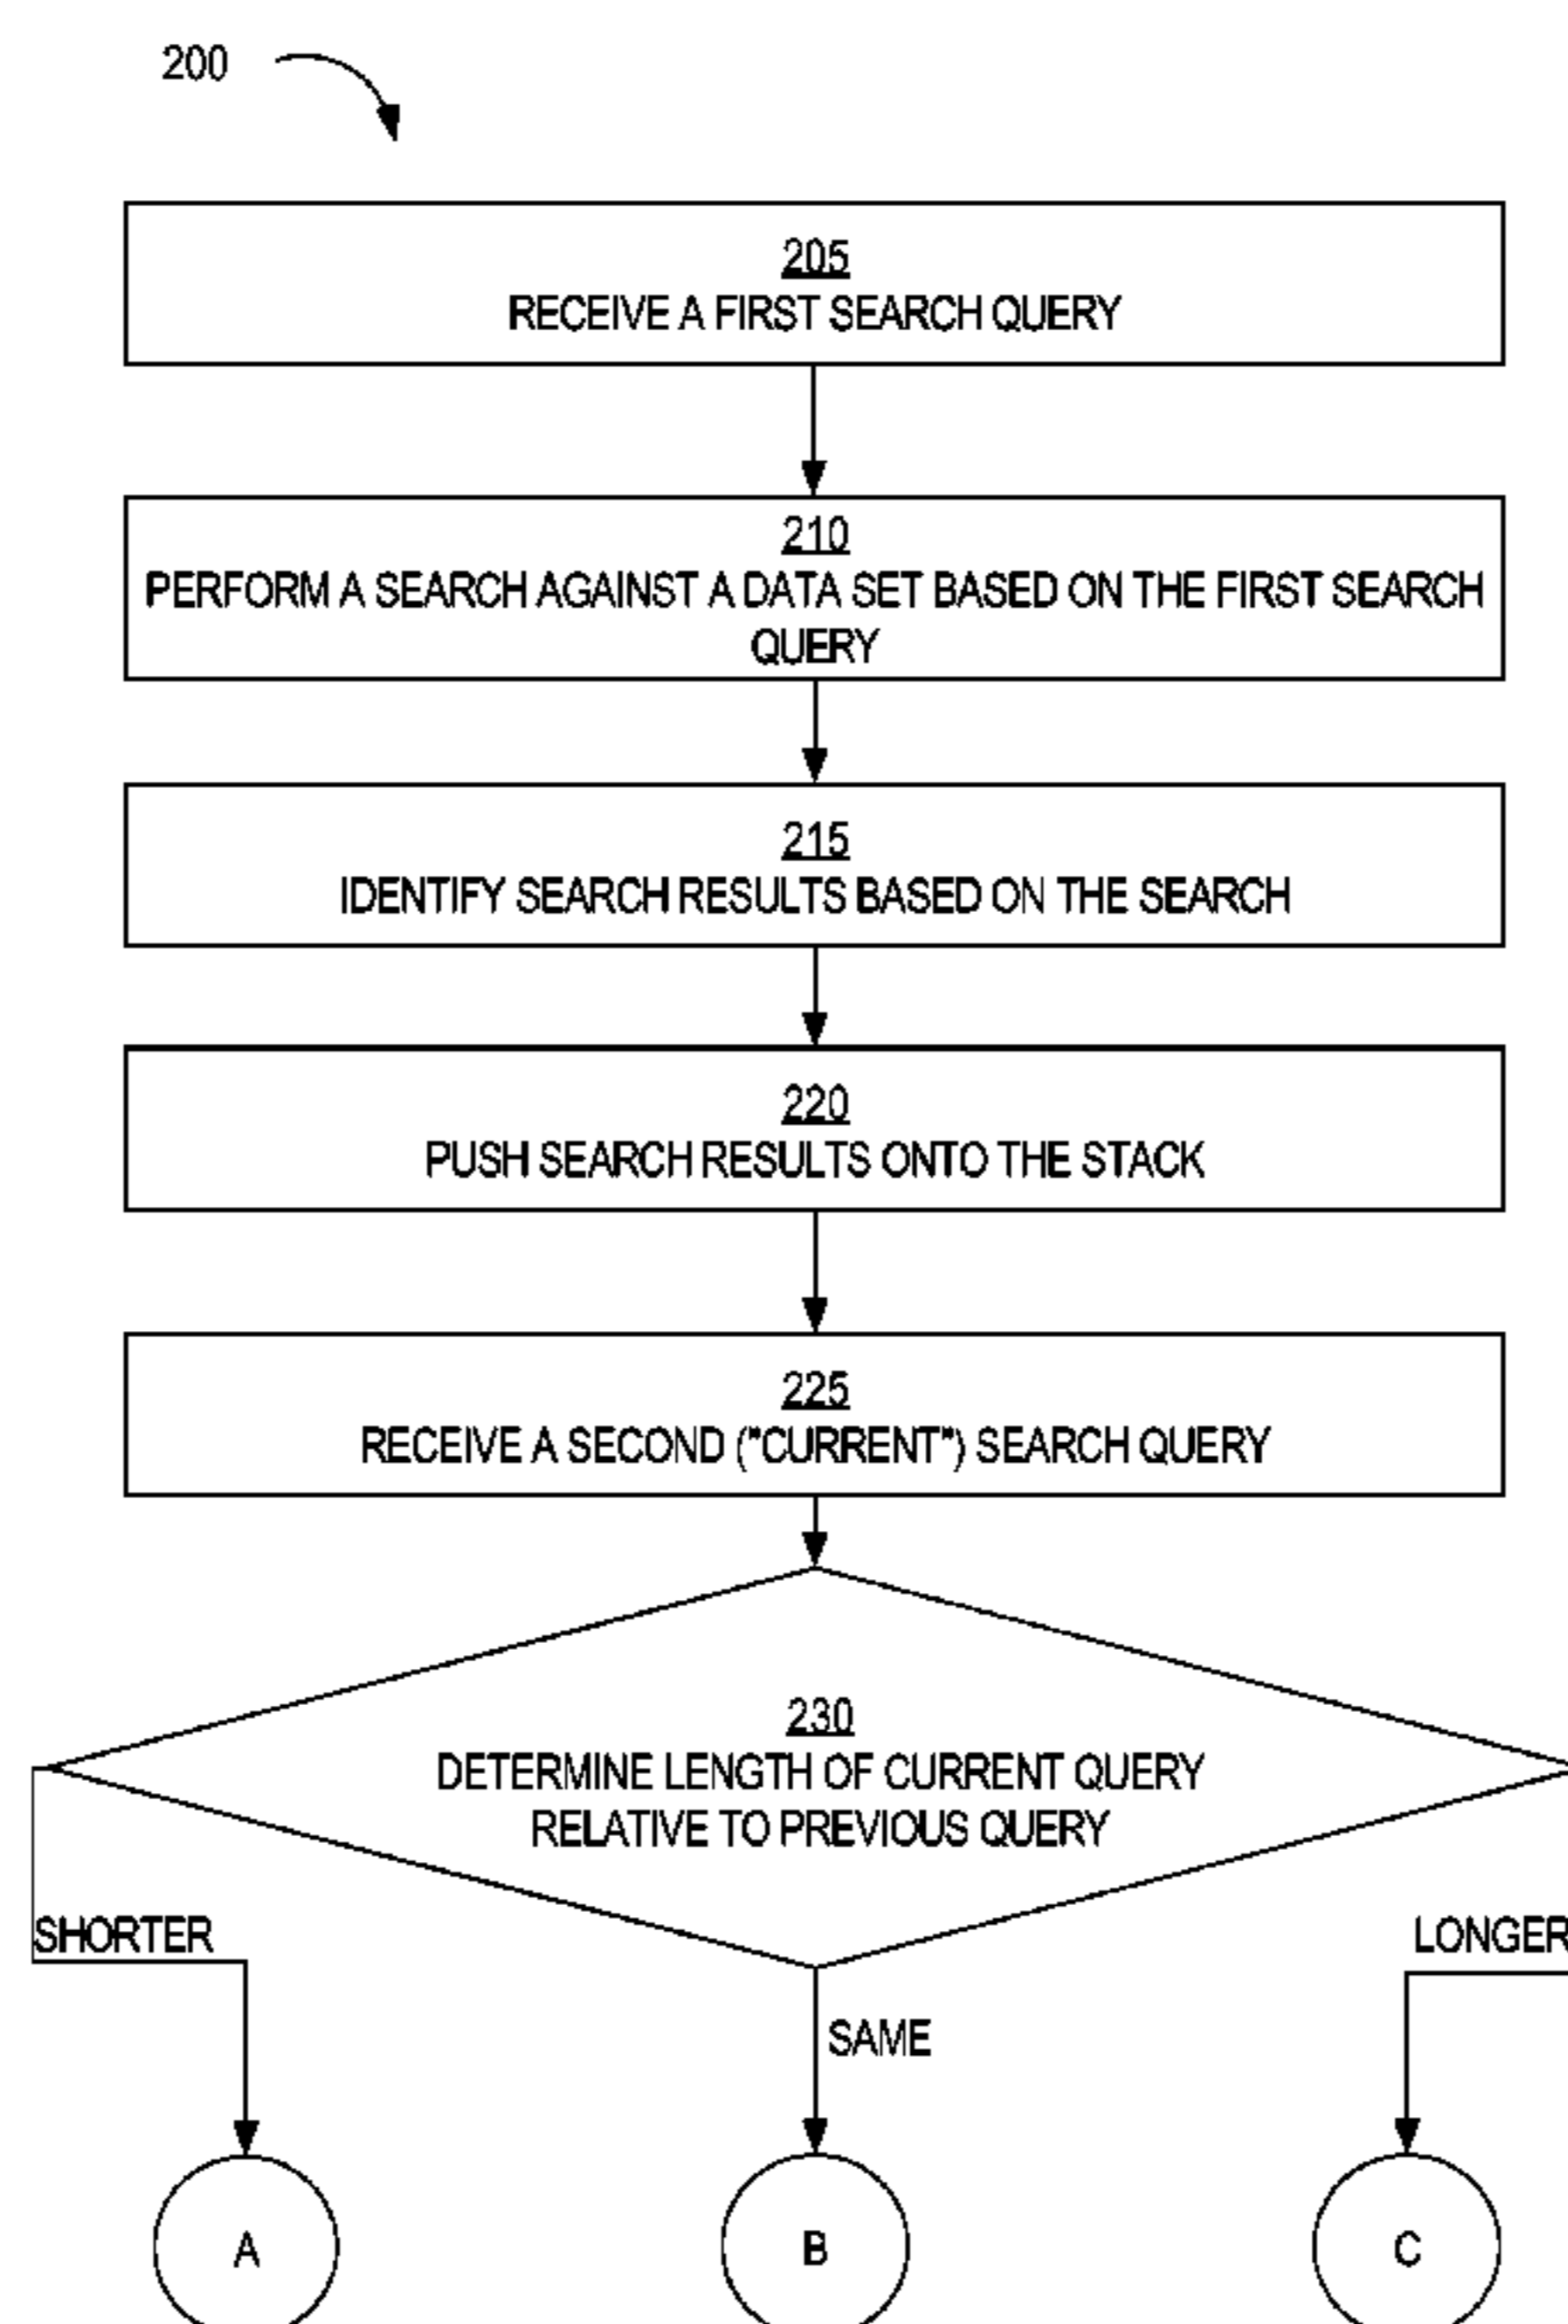 200
205
RECEIVE A FIRST SEARCH QUERY
210
PERFORM A SEARCH AGAINST A DATA SET BASED ON THE FIRST SEARCH
QUERY
215
IDENTIFY SEARCH RESULTS BASED ON THE SEARCH
220
PUSH SEARCH RESULTS ONTO THE STACK
225
RECEIVE A SECOND ("CURRENT") SEARCH QUERY
230
DETERMINE LENGTH OF CURRENT QUERY
RELATIVE TO PREVIOUS QUERY
SHORTER
LONGER
SAME
A
B
C